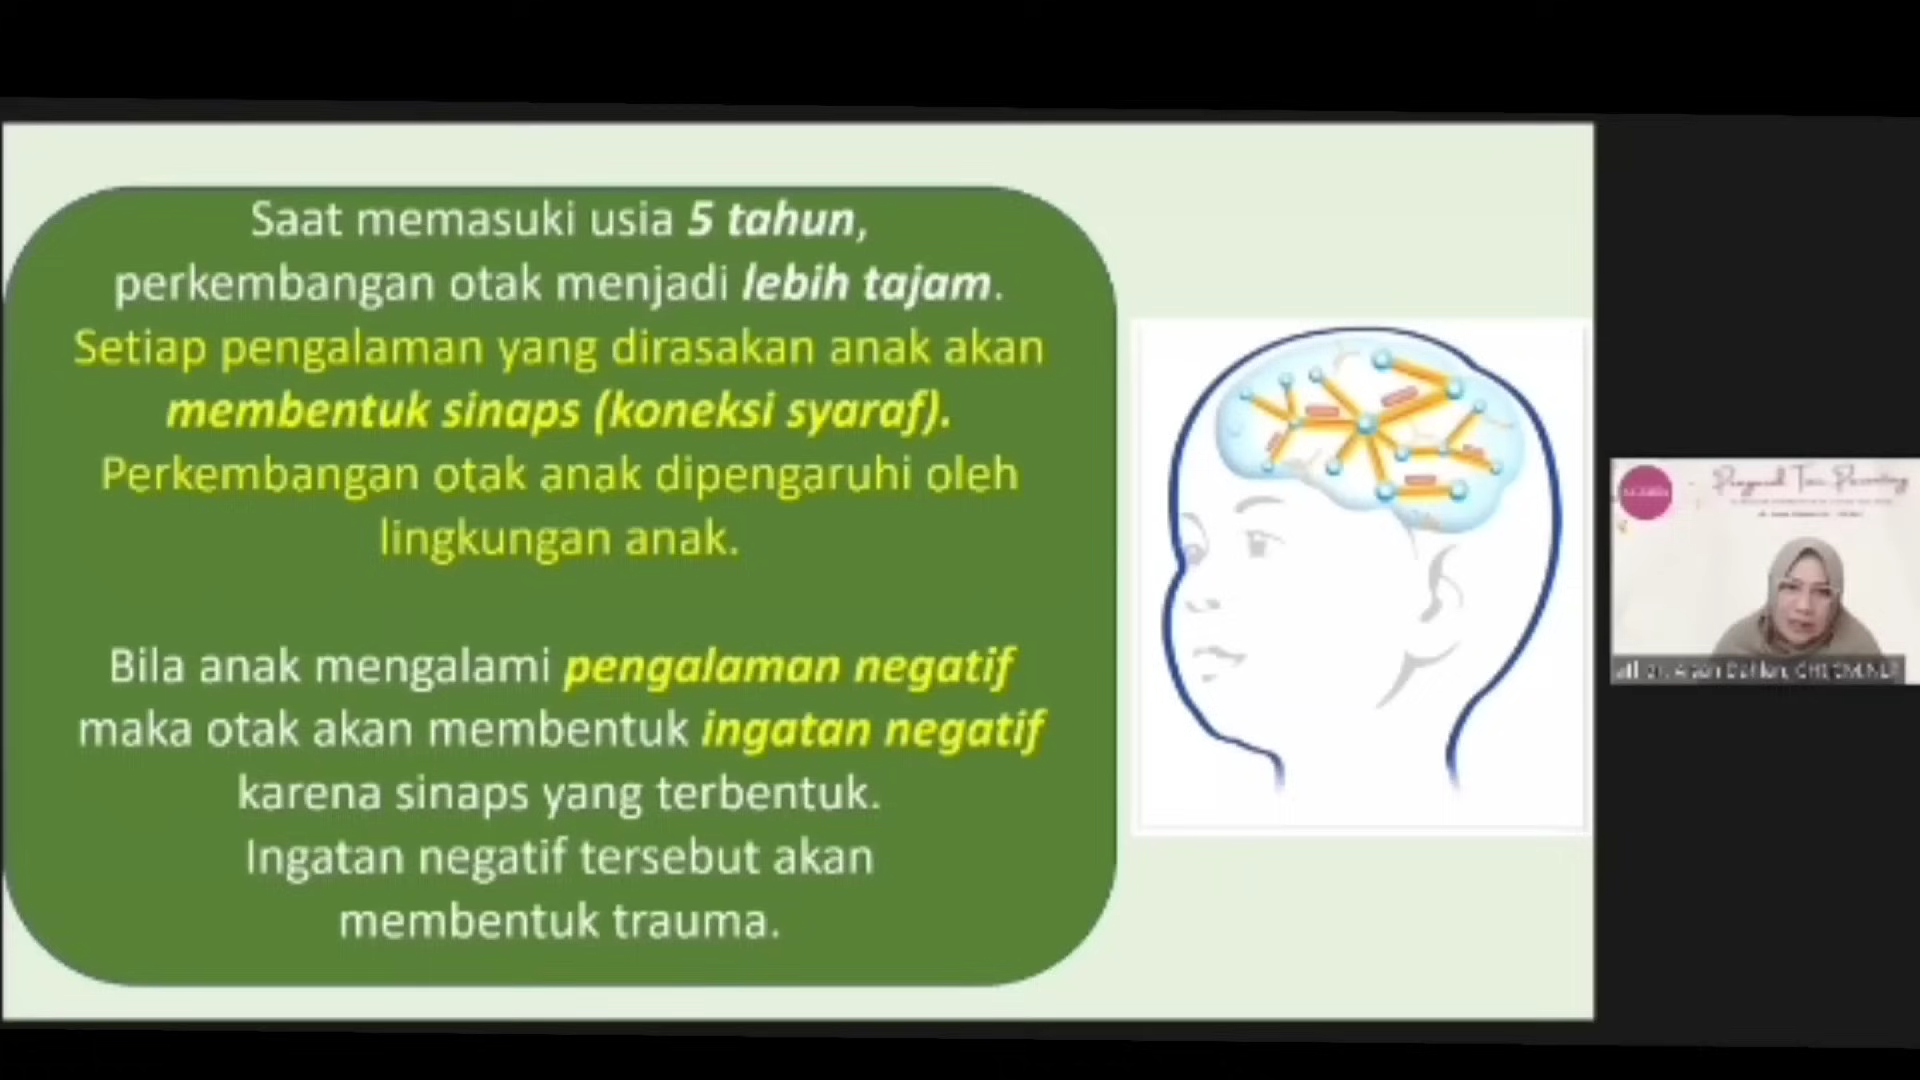 Saat memasuki usia 5 tahun,
perkembangan otak menjadi lebih tajam.
Setiap pengalaman yang dirasakan anak akan
membentuk sinaps (koneksi syaraf).
Perkembangan otak anak dipengaruhi oleh
lingkungan anak.
Bila anak mengalami pengalaman negatif
maka otak akan membentuk ingatan negatif
karena sinaps yang terbentuk.
Ingatan negatif tersebut akan
membentuk trauma.